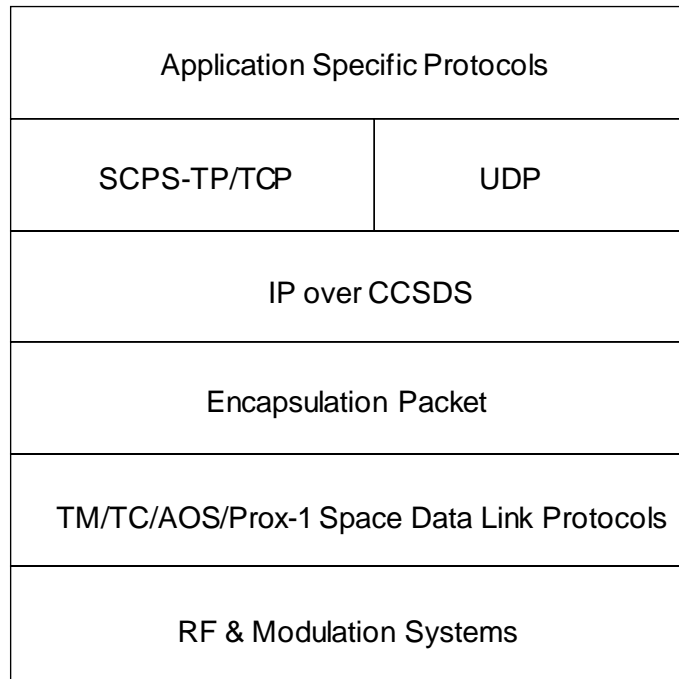 Application Specific Protocols
SCPS-TP/TCP
UDP
IP over CCSDS
Encapsulation Packet
TM/TC/AOS/Prox-1 Space Data Link Protocols
RF & Modulation Systems